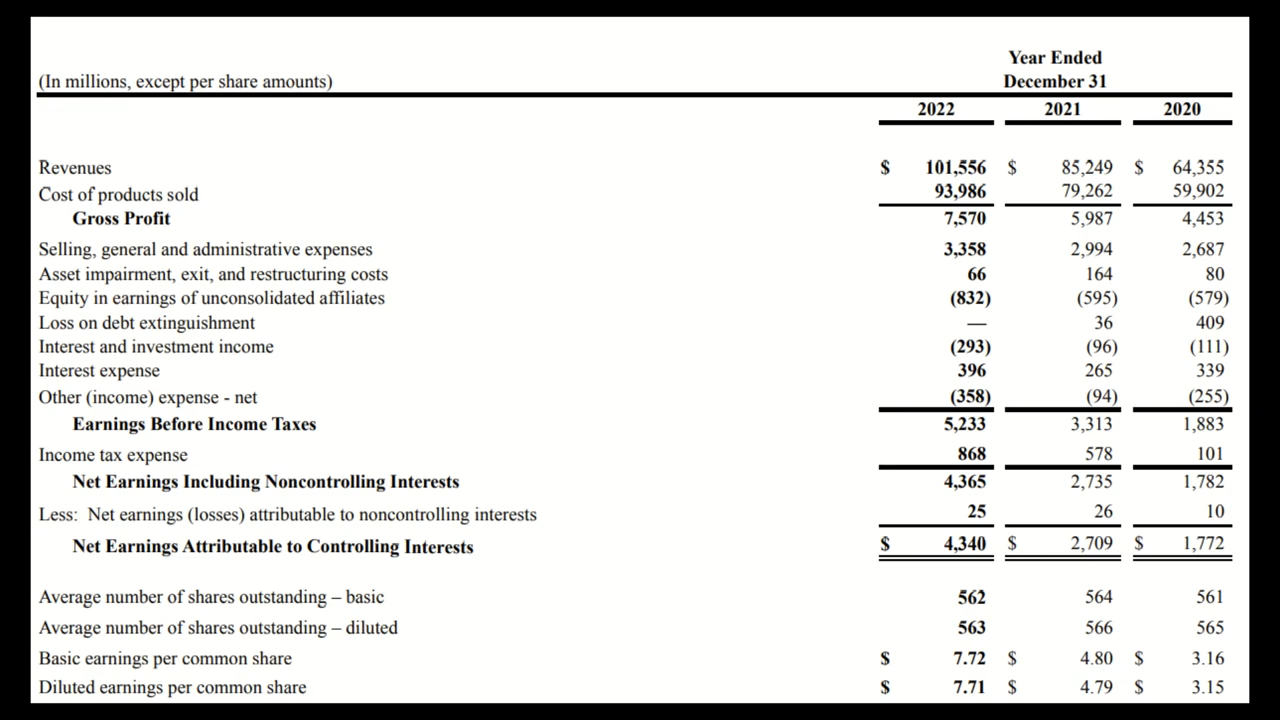 Year Ended
(In millions, except per share amounts) December 31
2022 2021 2020
Revenues $ 101,556 $ 85,249 $ 64,355
Cost of products sold 93,986 79,262 59,902
Gross Profit 7,570 5,987 4,453
Selling, general and administrative expenses 3,358 2,994 2,687
Asset impairment, exit, and restructuring costs 66 164 80
Equity in earnings of unconsolidated affiliates (832) (595) (579)
Loss on debt extinguishment — 36 409
Interest and investment income (293) (96) (111)
Interest expense 396 265 339
Other (income) expense - net (358) (94) (255)
Earnings Before Income Taxes 5,233 3,313 1,883
Income tax expense 868 578 101
Net Earnings Including Noncontrolling Interests 4,365 2,735 1,782
Less: Net earnings (losses) attributable to noncontrolling interests 25 26 10
Net Earnings Attributable to Controlling Interests $ 4,340 $ 2,709 $ 1,772
Average number of shares outstanding – basic 562 564 561
Average number of shares outstanding – diluted 563 566 565
Basic earnings per common share $ 7.72 $ 4.80 $ 3.16
Diluted earnings per common share $ 7.71 $ 4.79 $ 3.15